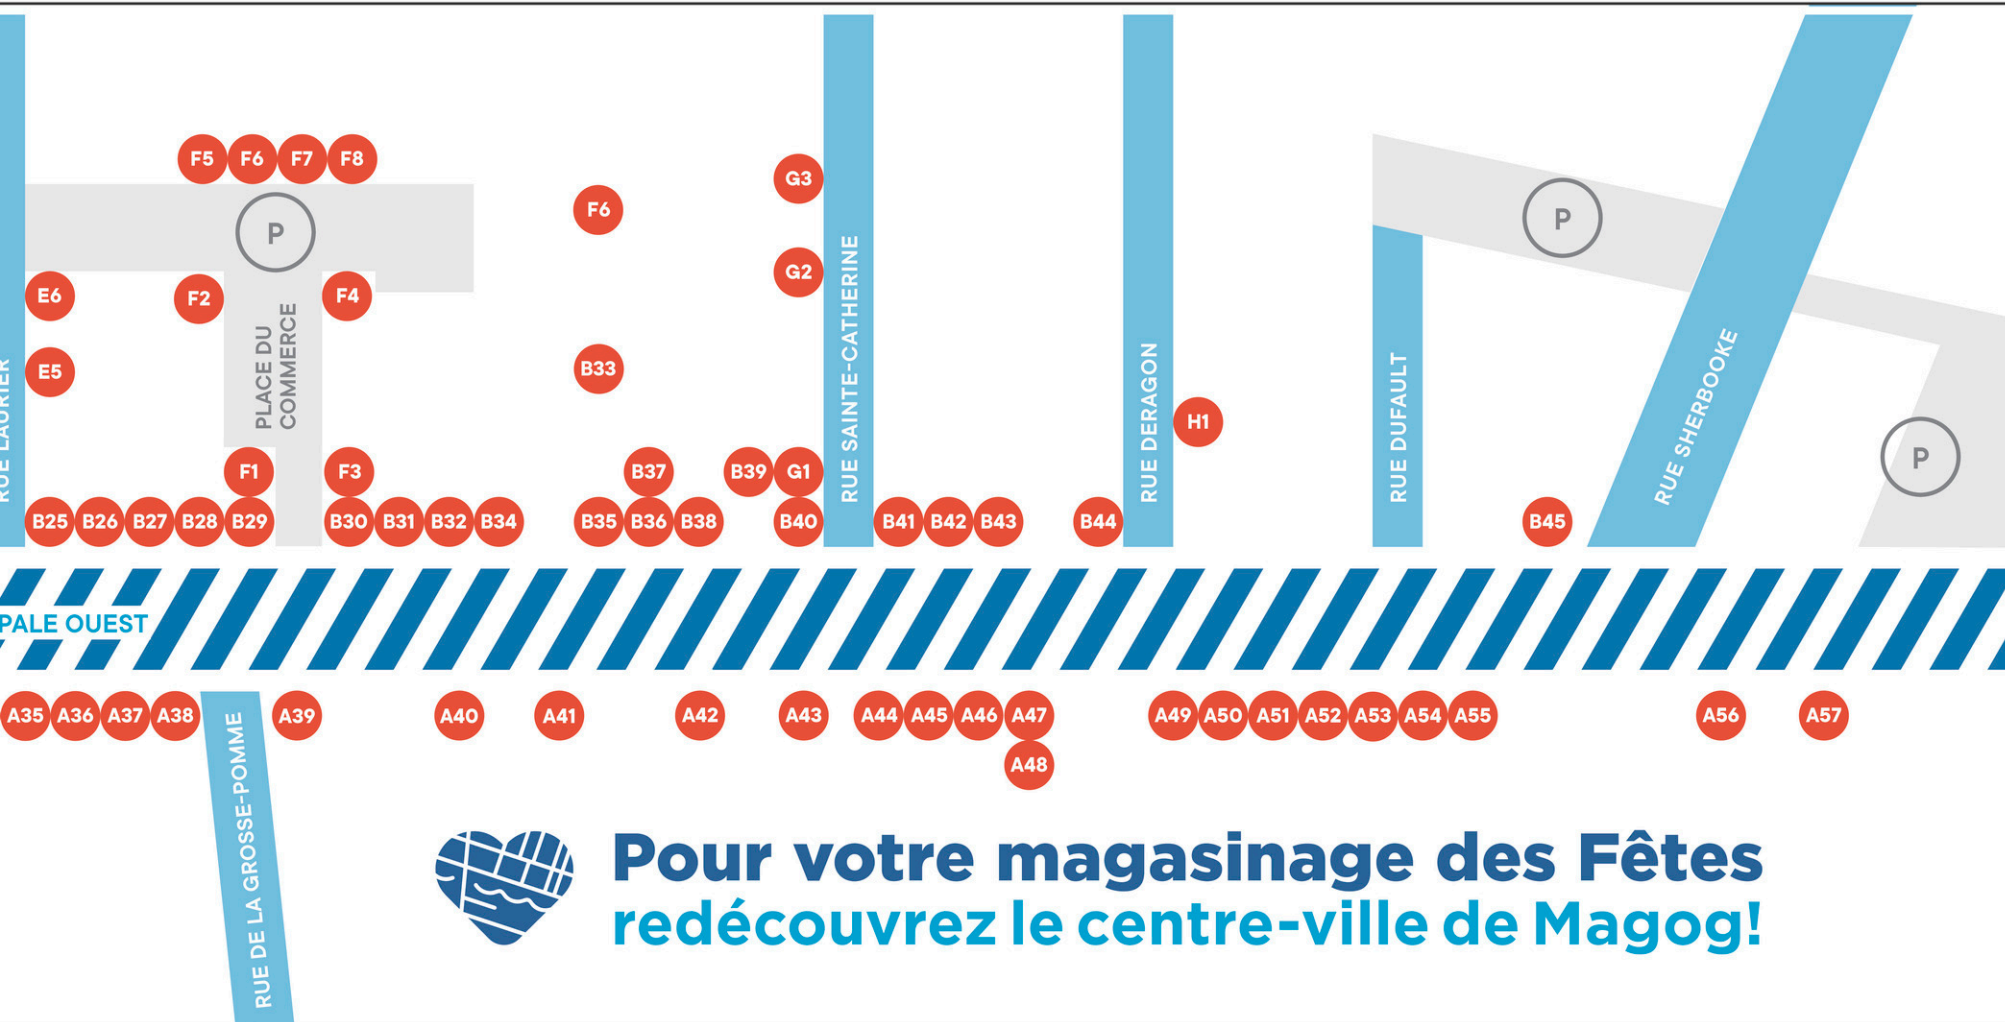 F5 F6 F7 F8
G3
P
P
F6
P
G2
E6 F2 F4
PLACE DU
COMMERCE
RUE SAINTE-CATHERINE
RUE DERAGON
RUE DUFAULT
RUE SHERBOOKE
RUE LAURIER
E5
B33
H1
P
F1 F3 B37 B39 G1
B25 B26 B27 B28 B29 B30 B31 B32 B34 B35 B36 B38 B40 B41 B42 B43 B44 B45
PALE OUEST
A35 A36 A37 A38 A39 A40 A41 A42 A43 A44 A45 A46 A47 A49 A50 A51 A52 A53 A54 A55 A56 A57
A48
RUE DE LA GROSSE-POMME
Pour votre magasinage des Fêtes
redécouvrez le centre-ville de Magog!